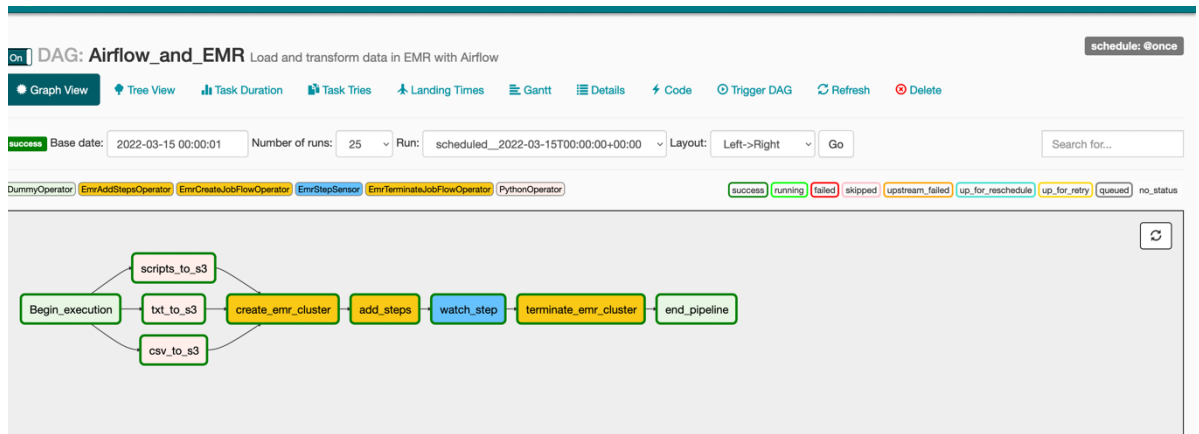 schedule: @once
On DAG: Airflow_and_EMR Load and transform data in EMR with Airflow
Graph View Tree View Task Duration Task Tries Landing Times Gantt Details Code Trigger DAG Refresh Delete
success Base date: 2022-03-15 00:00:01 Number of runs: 25 Run: scheduled__2022-03-15T00:00:00+00:00 Layout: Left->Right Go Search for...
DummyOperator EmrAddStepsOperator EmrCreateJobFlowOperator EmrStepSensor EmrTerminateJobFlowOperator PythonOperator success running failed skipped upstream_failed up_for_reschedule up_for_retry queued no_status
scripts_to_s3
Begin_execution txt_to_s3 create_emr_cluster add_steps watch_step terminate_emr_cluster end_pipeline
csv_to_s3